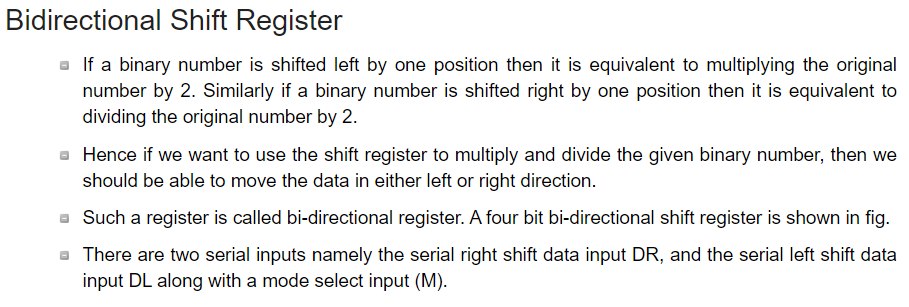 Bidirectional Shift Register
If a binary number is shifted left by one position then it is equivalent to multiplying the original
number by 2. Similarly if a binary number is shifted right by one position then it is equivalent to
dividing the original number by 2.
Hence if we want to use the shift register to multiply and divide the given binary number, then we
should be able to move the data in either left or right direction.
Such a register is called bi-directional register. A four bit bi-directional shift register is shown in fig.
There are two serial inputs namely the serial right shift data input DR, and the serial left shift data
input DL along with a mode select input (M).